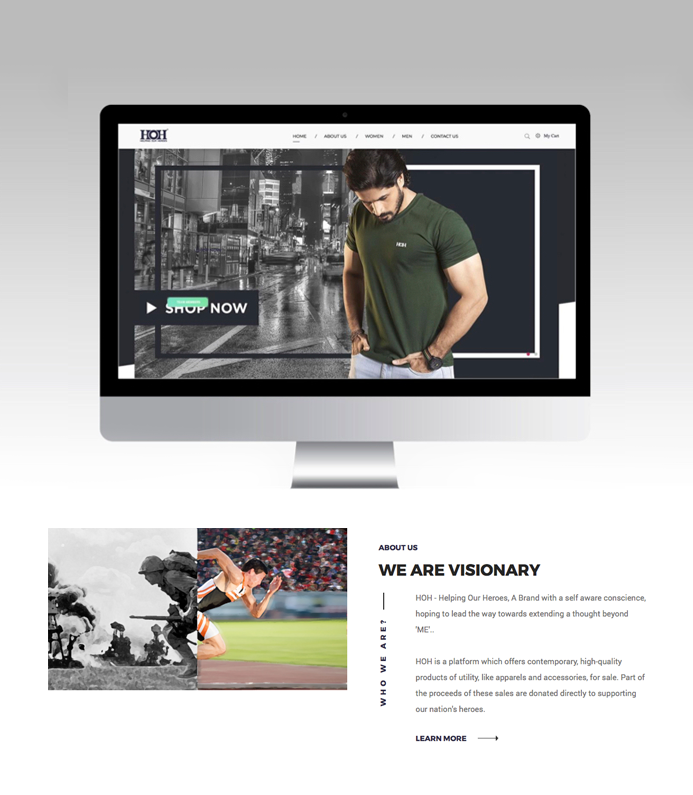 HOH
HOME / ABOUT US / WOMEN / MEN / CONTACT US
My Cart
HOH
SHOP NOW
ABOUT US
WE ARE VISIONARY
WHO WE ARE?
HOH - Helping Our Heroes, A Brand with a self aware conscience,
hoping to lead the way towards extending a thought beyond
'ME'...
HOH is a platform which offers contemporary, high-quality
products of utility, like apparels and accessories, for sale. Part of
the proceeds of these sales are donated directly to supporting
our nation's heroes.
LEARN MORE